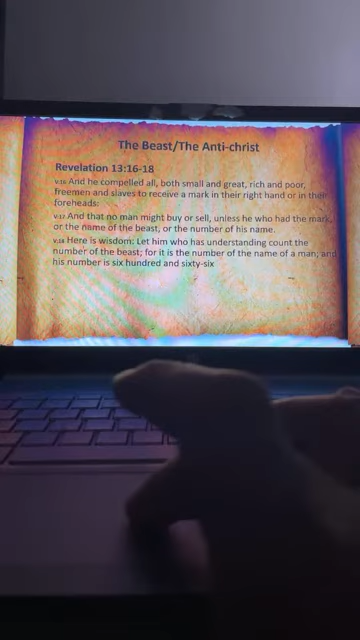 The Beast/The Anti-christ
Revelation 13:16-18
v.16 And he compelled all, both small and great, rich and poor,
freemen and slaves to receive a mark in their right hand or in their
foreheads:
v.17 And that no man might buy or sell, unless he who had the mark,
or the name of the beast, or the number of his name.
v.18 Here is wisdom: Let him who has understanding count the
number of the beast; for it is the number of the name of a man; and
his number is six hundred and sixty-six